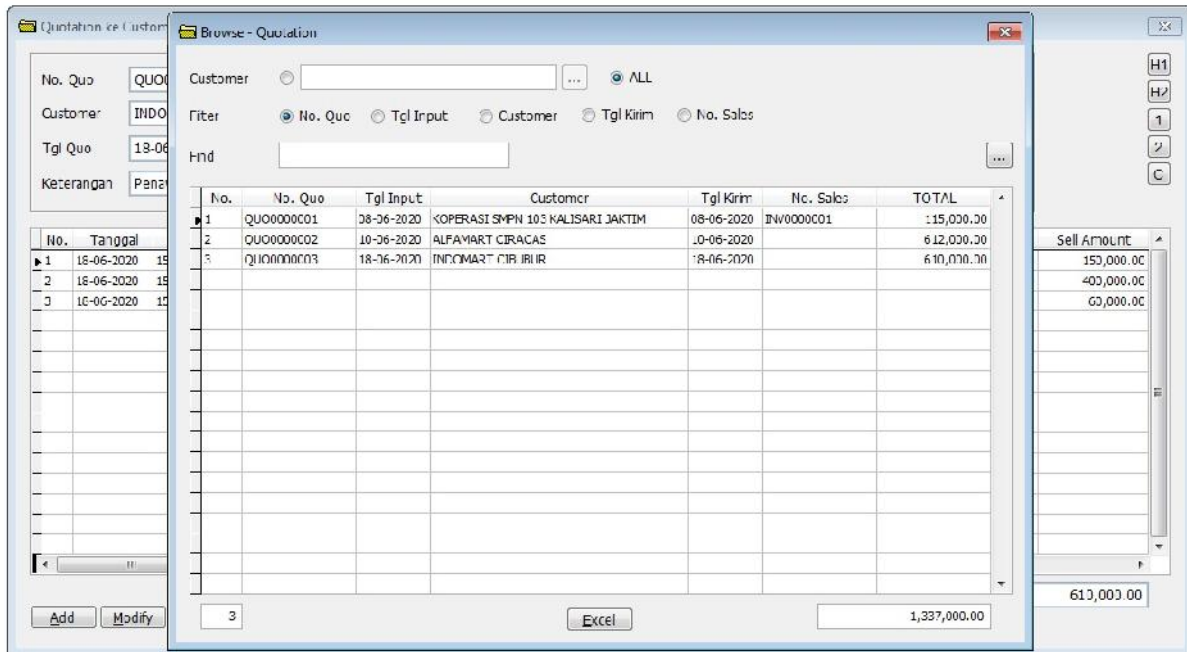 Quotation ke Custom
Browse - Quotation
No. Quo
QUO
Customer
ALL
H1
H2
Customer
INDO
Filter
No. Quo
Tgl Input
Customer
Tgl Kirim
No. Sales
1
Tgl Quo
18-06
Find
...
2
Keterangan
Pena
C
No. No. Quo Tgl Input Customer Tgl Kirim No. Sales TOTAL
1 QUO0000001 08-06-2020 KOPERASI SMPN 103 KALISARI JAKTIM 08-06-2020 INV0000001 115,000.00
2 QUO0000002 10-06-2020 ALFAMART CIRACAS 10-06-2020 612,000.00
3 QUO0000003 18-06-2020 INDOMART CIBUBUR 18-06-2020 610,000.00
No. Tanggal Sell Amount
1 18-06-2020 15 150,000.00
2 18-06-2020 15 400,000.00
3 18-06-2020 15 60,000.00
610,000.00
Add
Modify
3
Excel
1,337,000.00